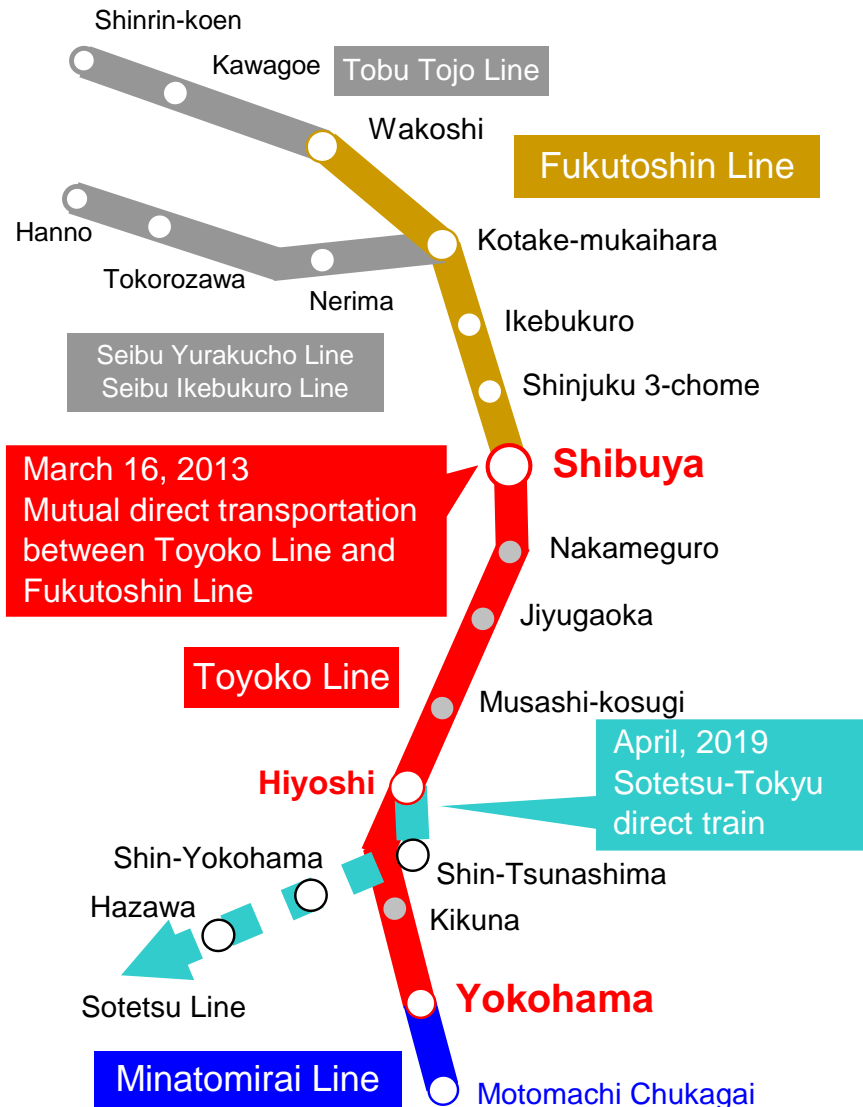 Shinrin-koen
Kawagoe
Tobu Tojo Line
Wakoshi
Fukutoshin Line
Hanno
Kotake-mukaihara
Tokorozawa
Nerima
Ikebukuro
Seibu Yurakucho Line
Seibu Ikebukuro Line
Shinjuku 3-chome
March 16, 2013
Mutual direct transportation
between Toyoko Line and
Fukutoshin Line
Shibuya
Nakameguro
Jiyugaoka
Toyoko Line
Musashi-kosugi
April, 2019
Sotetsu-Tokyu
direct train
Hiyoshi
Shin-Yokohama
Shin-Tsunashima
Hazawa
Kikuna
Sotetsu Line
Yokohama
Minatomirai Line
Motomachi Chukagai